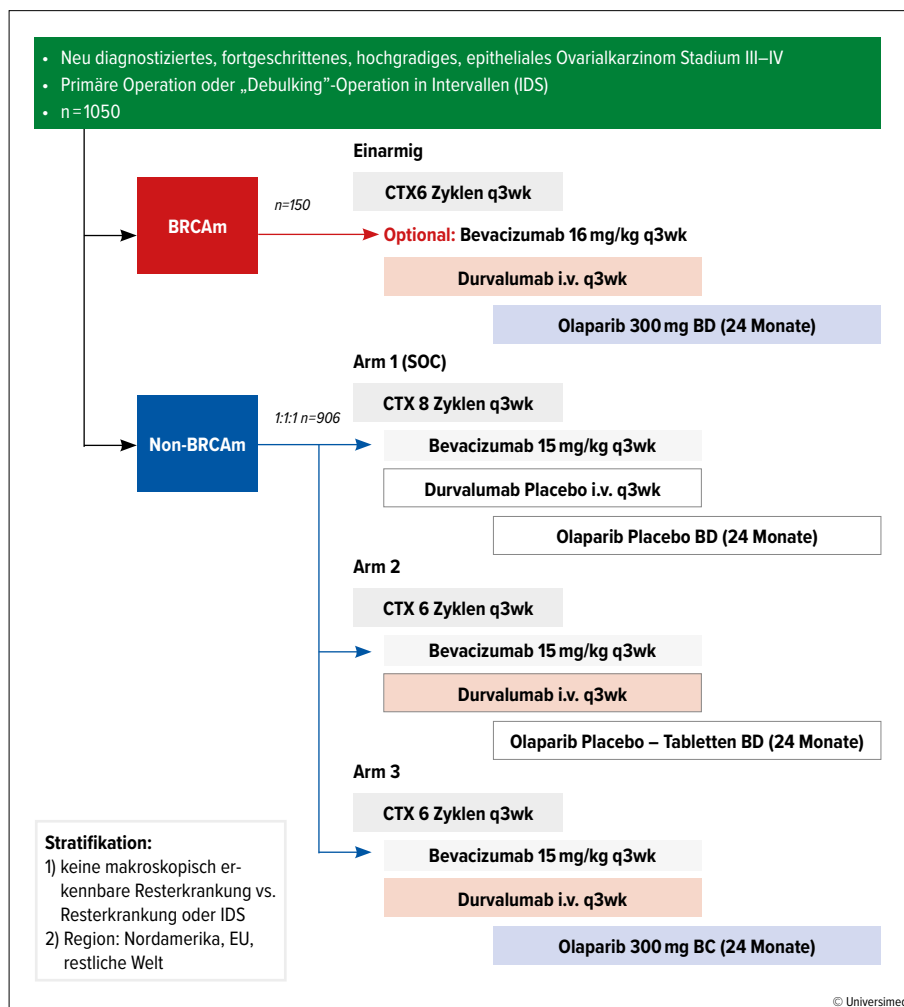 • Neu diagnostiziertes, fortgeschrittenes, hochgradiges, epitheliales Ovarialkarzinom Stadium III–IV
• Primäre Operation oder „Debulking”-Operation in Intervallen (IDS)
• n=1050
Einarmig
BRCAm
n=150
CTX6 Zyklen q3wk
Optional: Bevacizumab 16 mg/kg q3wk
Durvalumab i.v. q3wk
Olaparib 300 mg BD (24 Monate)
Arm 1 (SOC)
Non-BRCAm
1:1:1 n=906
CTX 8 Zyklen q3wk
Bevacizumab 15 mg/kg q3wk
Durvalumab Placebo i.v. q3wk
Olaparib Placebo BD (24 Monate)
Arm 2
CTX 6 Zyklen q3wk
Bevacizumab 15 mg/kg q3wk
Durvalumab i.v. q3wk
Olaparib Placebo – Tabletten BD (24 Monate)
Arm 3
CTX 6 Zyklen q3wk
Bevacizumab 15 mg/kg q3wk
Durvalumab i.v. q3wk
Olaparib 300 mg BC (24 Monate)
Stratifikation:
1) keine makroskopisch er-
kennbare Resterkrankung vs.
Resterkrankung oder IDS
2) Region: Nordamerika, EU,
restliche Welt
© Universimed